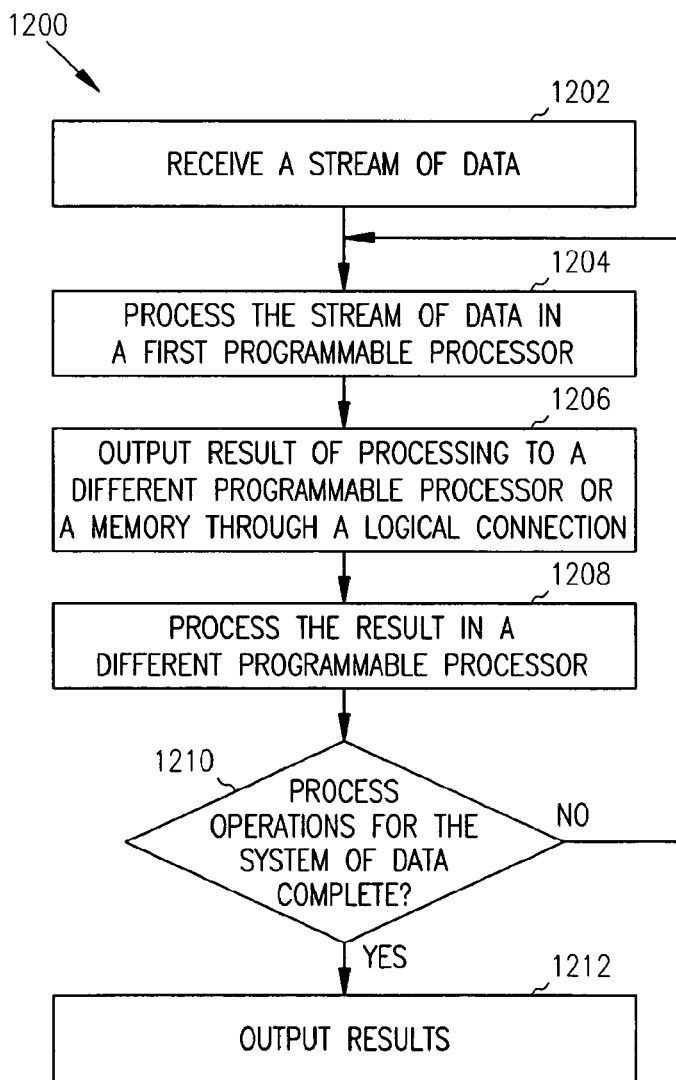 1200
1202
RECEIVE A STREAM OF DATA
1204
PROCESS THE STREAM OF DATA IN
A FIRST PROGRAMMABLE PROCESSOR
1206
OUTPUT RESULT OF PROCESSING TO A
DIFFERENT PROGRAMMABLE PROCESSOR OR
A MEMORY THROUGH A LOGICAL CONNECTION
1208
PROCESS THE RESULT IN A
DIFFERENT PROGRAMMABLE PROCESSOR
1210
PROCESS
OPERATIONS FOR THE
SYSTEM OF DATA
COMPLETE?
NO
YES
1212
OUTPUT RESULTS